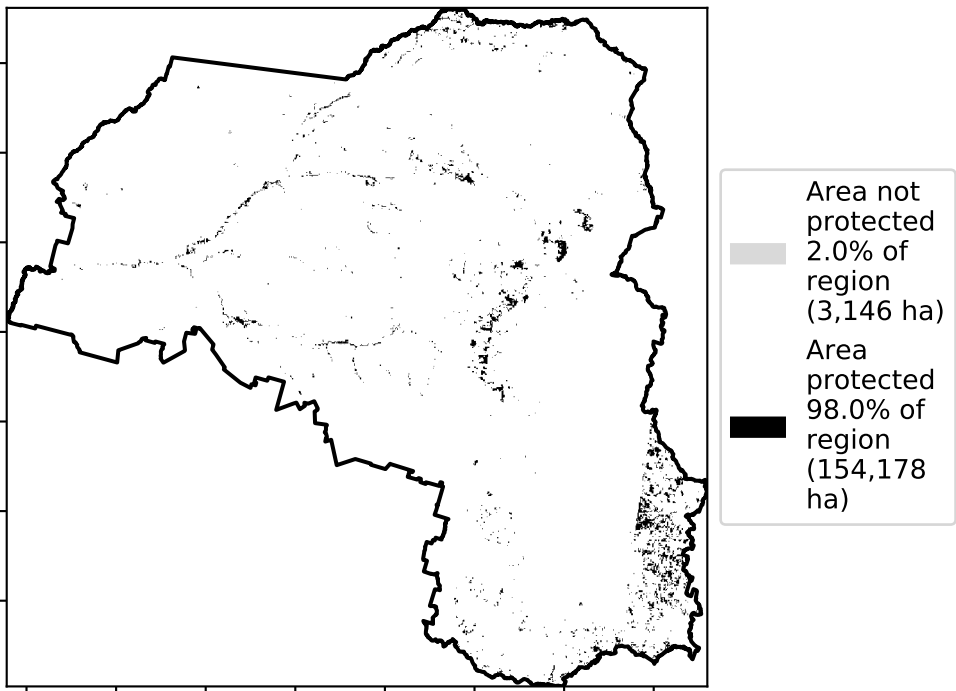 Area not
protected
2.0% of
region
(3,146 ha)
Area
protected
98.0% of
region
(154,178
ha)